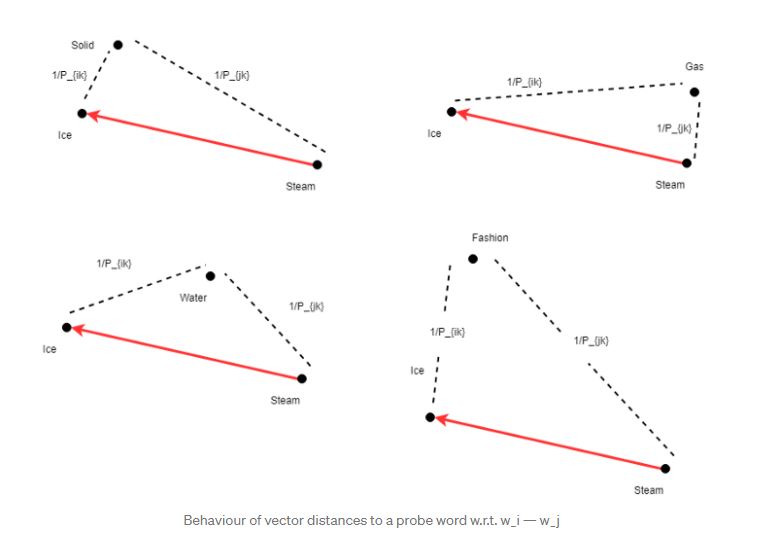 Solid
1/P_{ik}
1/P_{jk}
Ice
Steam
Gas
1/P_{ik}
1/P_{jk}
Ice
Steam
1/P_{ik}
Water
1/P_{jk}
Ice
Steam
Fashion
1/P_{ik}
1/P_{jk}
Ice
Steam
Behaviour of vector distances to a probe word w.r.t. w_i — w_j